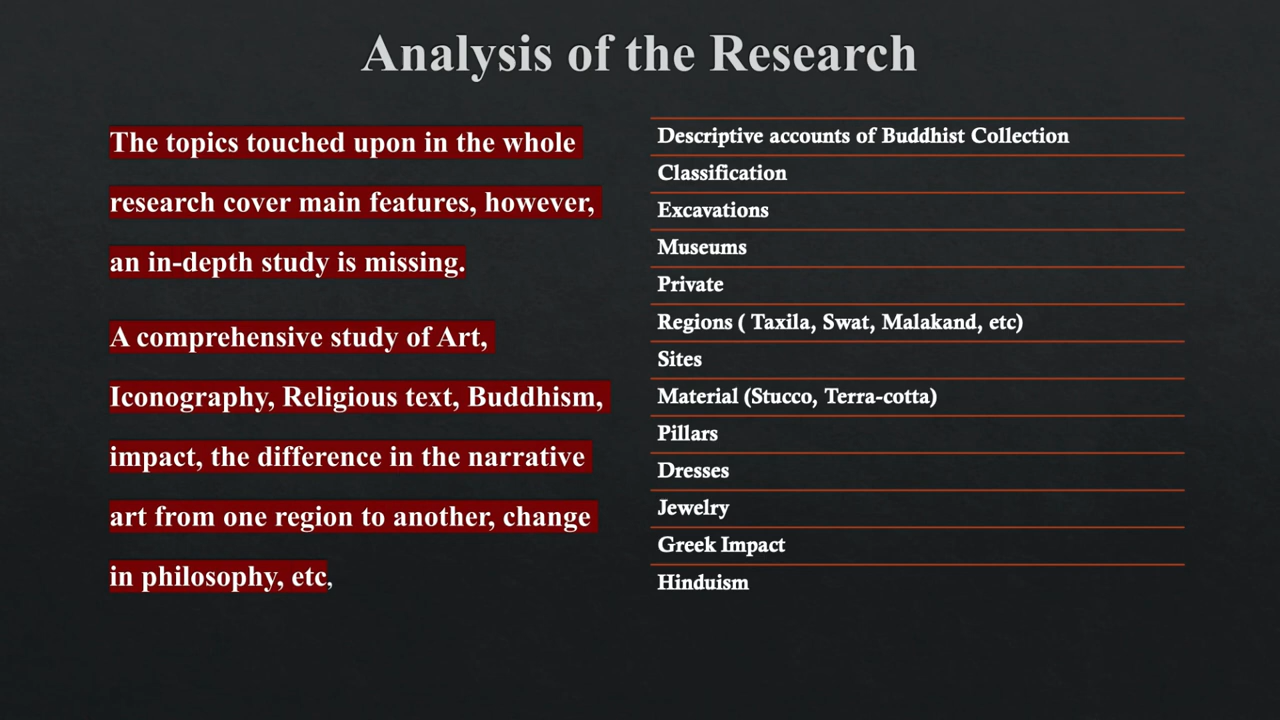 Analysis of the Research
The topics touched upon in the whole
research cover main features, however,
an in-depth study is missing.
A comprehensive study of Art,
Iconography, Religious text, Buddhism,
impact, the difference in the narrative
art from one region to another, change
in philosophy, etc,
Descriptive accounts of Buddhist Collection
Classification
Excavations
Museums
Private
Regions ( Taxila, Swat, Malakand, etc)
Sites
Material (Stucco, Terra-cotta)
Pillars
Dresses
Jewelry
Greek Impact
Hinduism